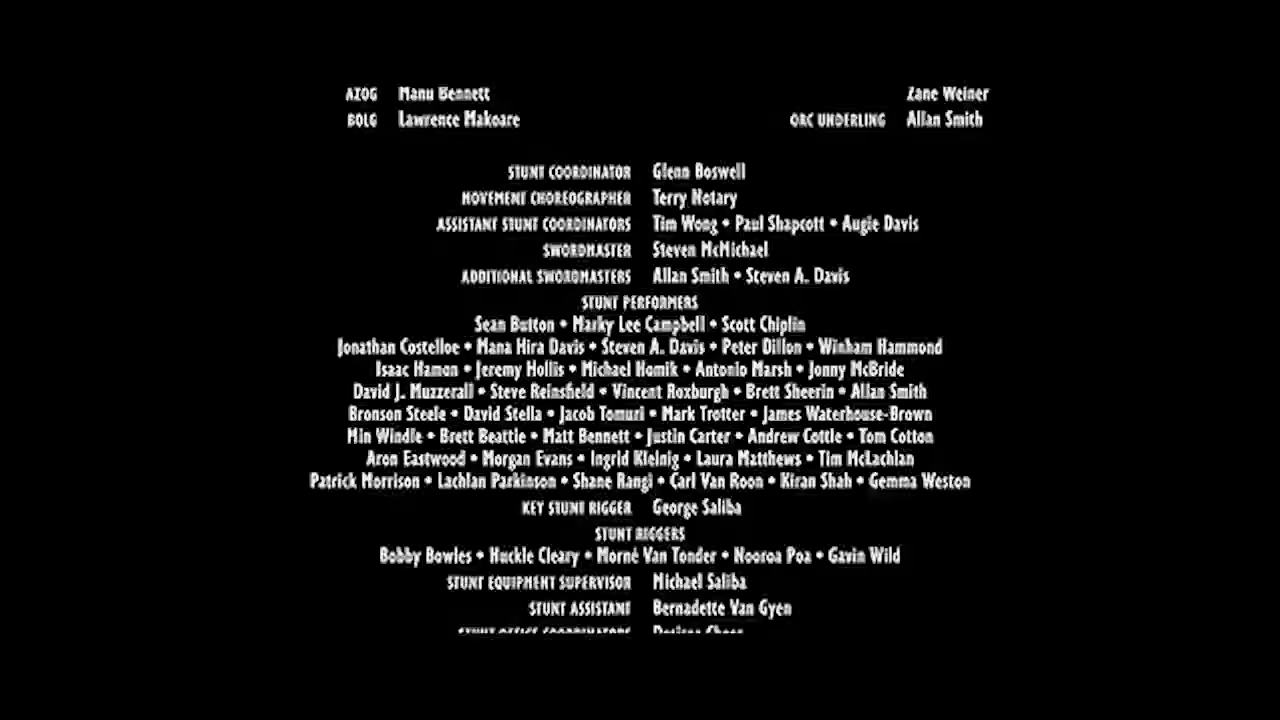 AZOG Manu Bennett Zane Weiner
BOLG Lawrence Makoare ORC UNDERLING Allan Smith
STUNT COORDINATOR Glenn Boswell
MOVEMENT CHOREOGRAPHER Terry Notary
ASSISTANT STUNT COORDINATORS Tim Wong • Paul Shapcott • Augie Davis
SWORDMASTER Steven McMichael
ADDITIONAL SWORDMASTERS Allan Smith • Steven A. Davis
STUNT PERFORMERS
Sean Button • Marky Lee Campbell • Scott Chiplin
Jonathan Costelloe • Mana Hira Davis • Steven A. Davis • Peter Dillon • Winham Hammond
Isaac Hamon • Jeremy Hollis • Michael Homik • Antonio Marsh • Jonny McBride
David J. Muzzerall • Steve Reinsfield • Vincent Roxburgh • Brett Sheerin • Allan Smith
Bronson Steele • David Stella • Jacob Tomuri • Mark Trotter • James Waterhouse-Brown
Min Windle • Brett Beattie • Matt Bennett • Justin Carter • Andrew Cottle • Tom Cotton
Aron Eastwood • Morgan Evans • Ingrid Kleinig • Laura Matthews • Tim McLachlan
Patrick Morrison • Lachlan Parkinson • Shane Rangi • Carl Van Roon • Kiran Shah • Gemma Weston
KEY STUNT RIGGER George Saliba
STUNT RIGGERS
Bobby Bowles • Huckle Cleary • Morné Van Tonder • Nooroa Poa • Gavin Wild
STUNT EQUIPMENT SUPERVISOR Michael Saliba
STUNT ASSISTANT Bernadette Van Gyen
STUNT OFFICE COORDINATORS